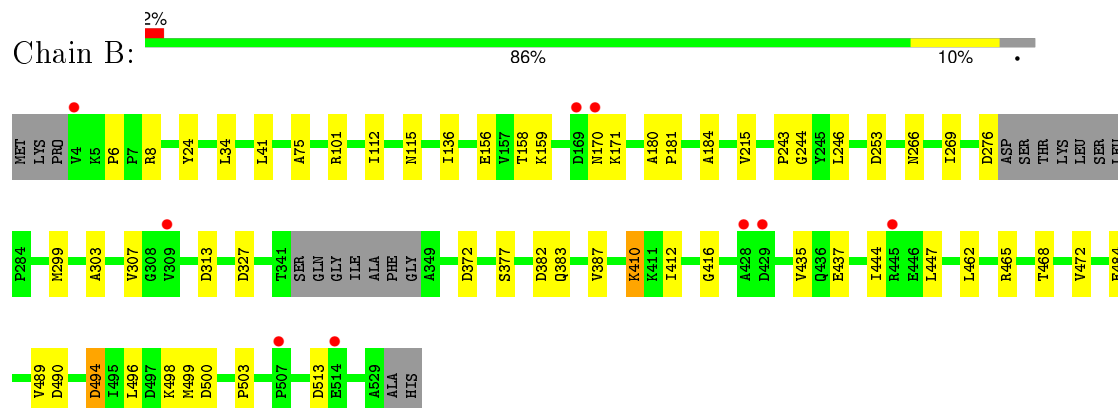 2%
Chain B:
86% 10% •
MET LYS PRO V4 K5 P6 P7 R8 Y24 L34 L41 A75 R101 I112 N115 I136 E156 V157 T158 K159 D169 N170 K171 A180 P181 A184 V215 P243 G244 Y245 L246 D253 N266 I269 D276 ASP SER THR LYS LEU SER LEU
P284 M299 A303 V307 G308 V309 D313 D327 T341 SER GLN GLY ILE ALA PHE GLY A349 D372 S377 D382 Q383 V387 K410 K411 I412 G416 A428 D429 V435 Q436 E437 I444 R445 E446 L447 L462 R465 T468 V472 E484
V489 D490 D494 I495 L496 D497 K498 M499 D500 P503 P507 D513 E514 A529 ALA HIS